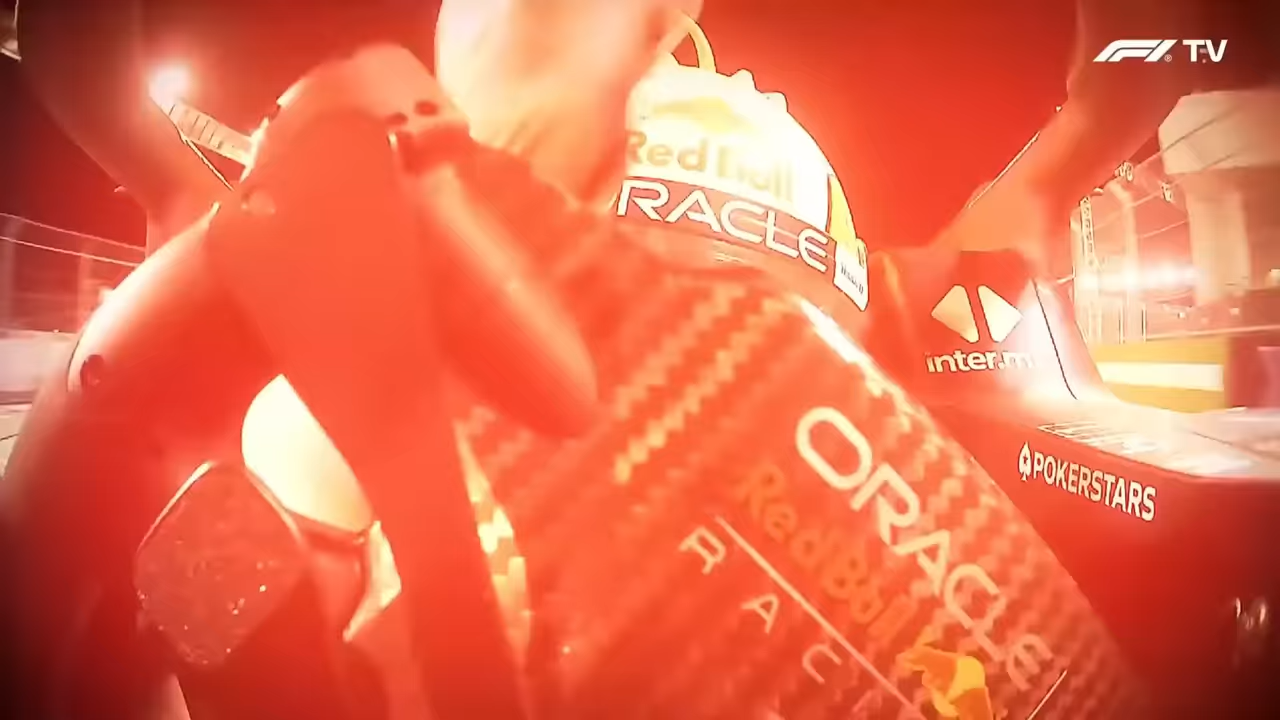 F1 TV
Red Bull
ORACLE
inter.m
POKERSTARS
ORACLE
Red Bull
R A C